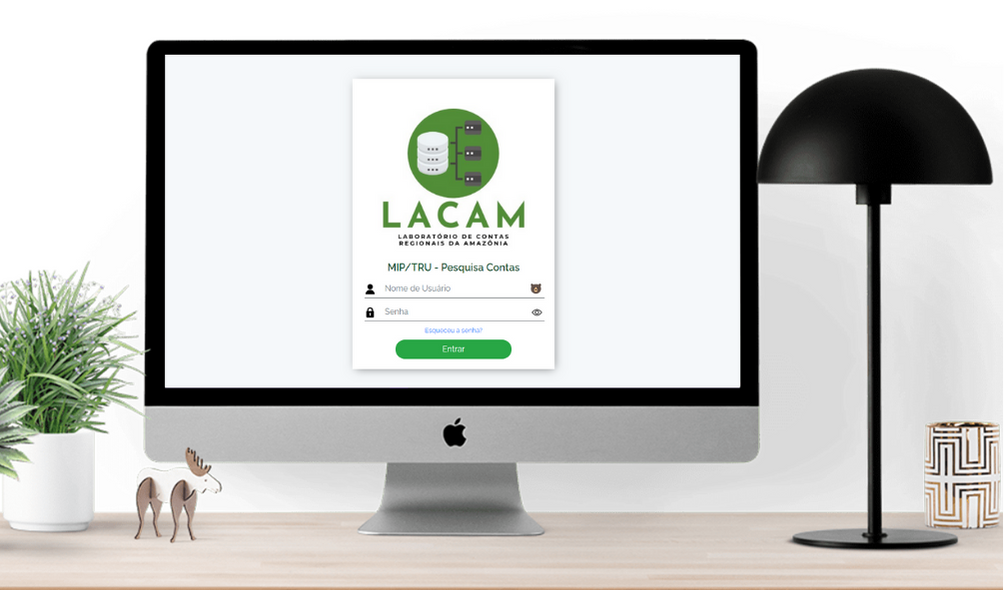 LACAM
LABORATÓRIO DE CONTAS
REGIONAIS DA AMAZÔNIA
MIP/TRU - Pesquisa Contas
Nome de Usuário
Senha
Esqueceu a senha?
Entrar